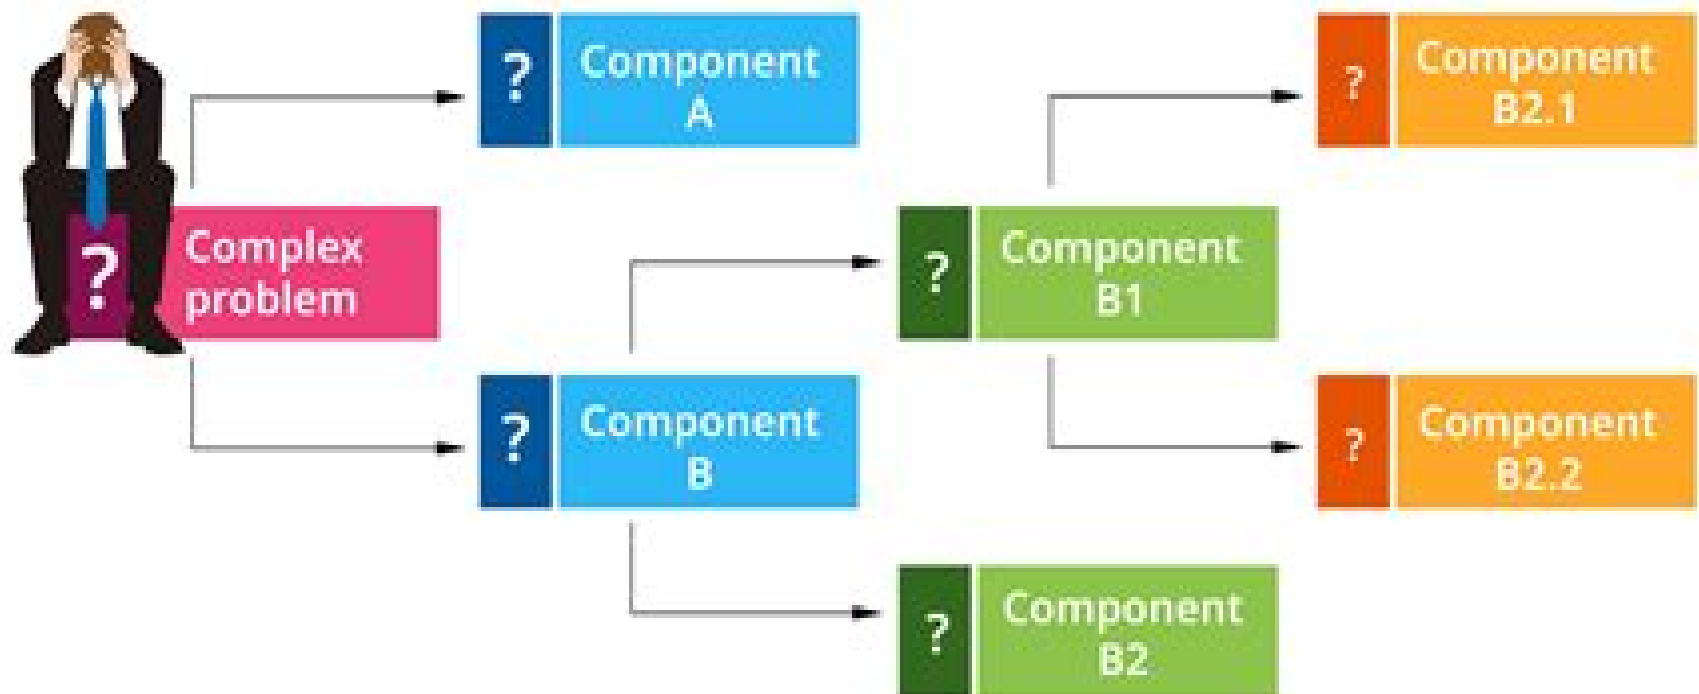 ?
Component
A
?
Component
B2.1
?
Complex
problem
?
Component
B1
?
Component
B
?
Component
B2.2
?
Component
B2